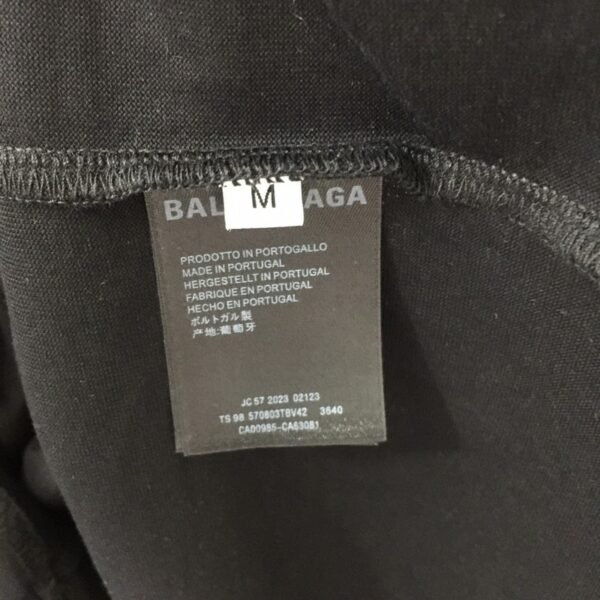 M
BAL AGA
PRODOTTO IN PORTOGALLO
MADE IN PORTUGAL
HERGESTELLT IN PORTUGAL
FABRIQUE EN PORTUGAL
HECHO EN PORTUGAL
ボルトガル製
产地:葡萄牙
JC 57 2023 02123
TS 98 570803TBV42 3640
CA00985-CA63081